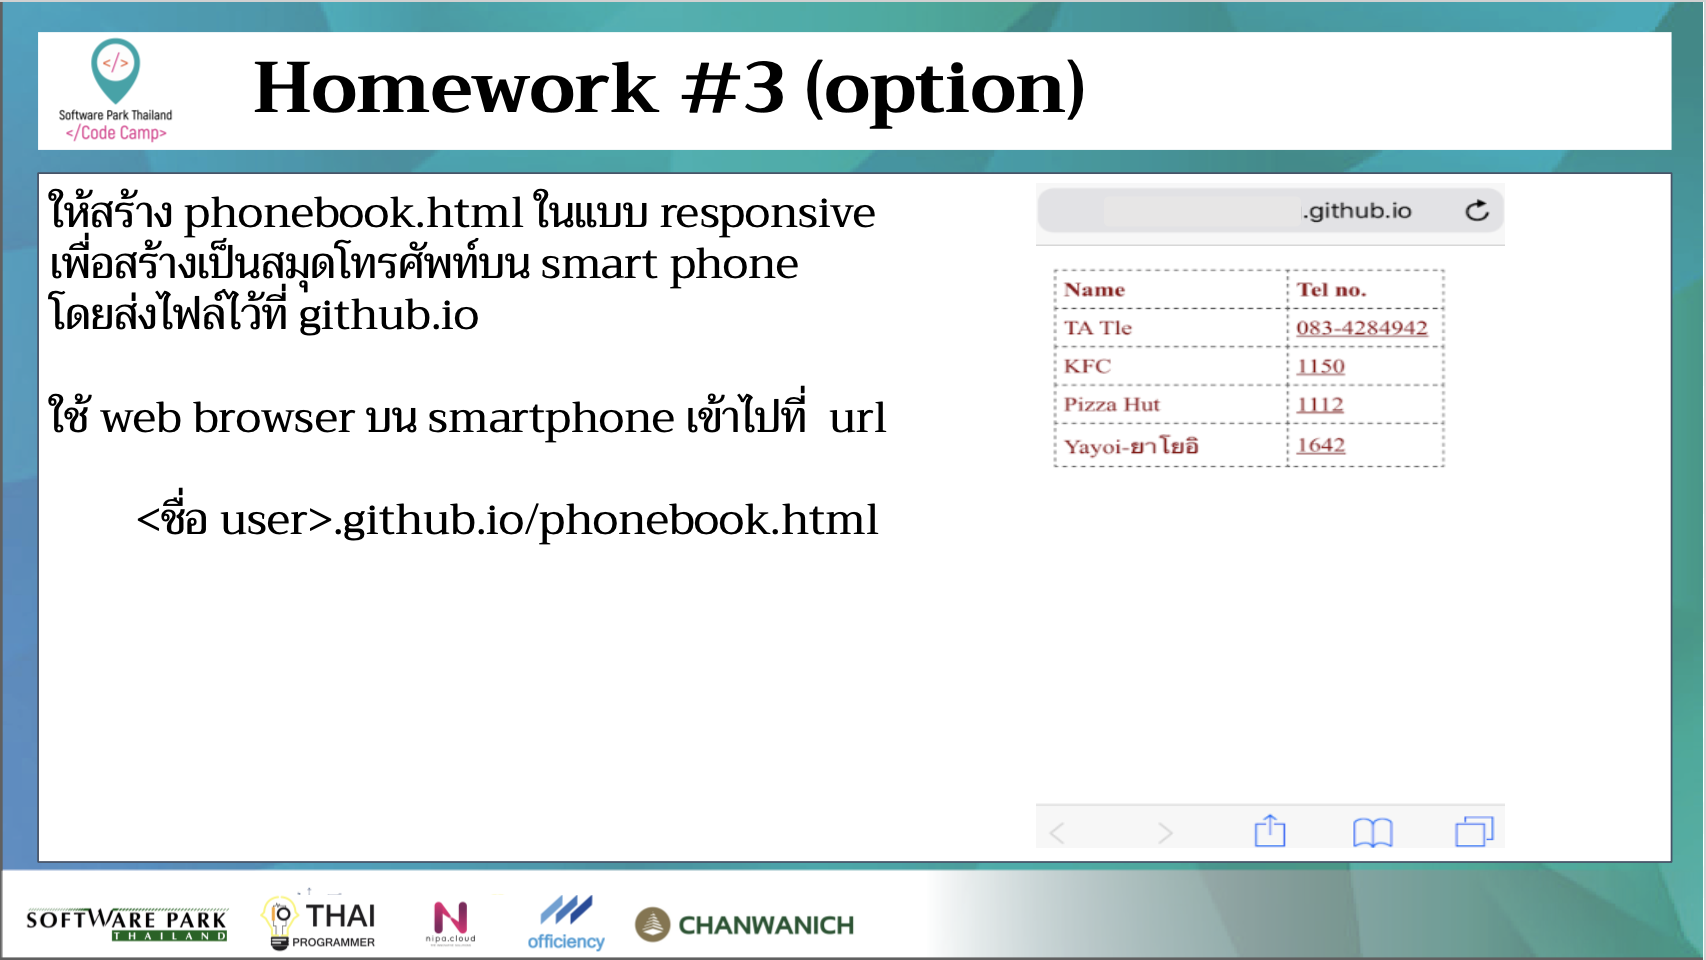 Software Park Thailand
</Code Camp>
Homework #3 (option)
ให้สร้าง phonebook.html ในแบบ responsive
เพื่อสร้างเป็นสมุดโทรศัพท์บน smart phone
โดยส่งไฟล์ไว้ที่ github.io
ใช้ web browser บน smartphone เข้าไปที่ url
<ชื่อ user>.github.io/phonebook.html
.github.io
Name Tel no.
TA Tle 083-4284942
KFC 1150
Pizza Hut 1112
Yayoi-ยาโยอิ 1642
SOFTWARE PARK
THAILAND
THAI
PROGRAMMER
N
nipa.cloud
officiency
CHANWANICH